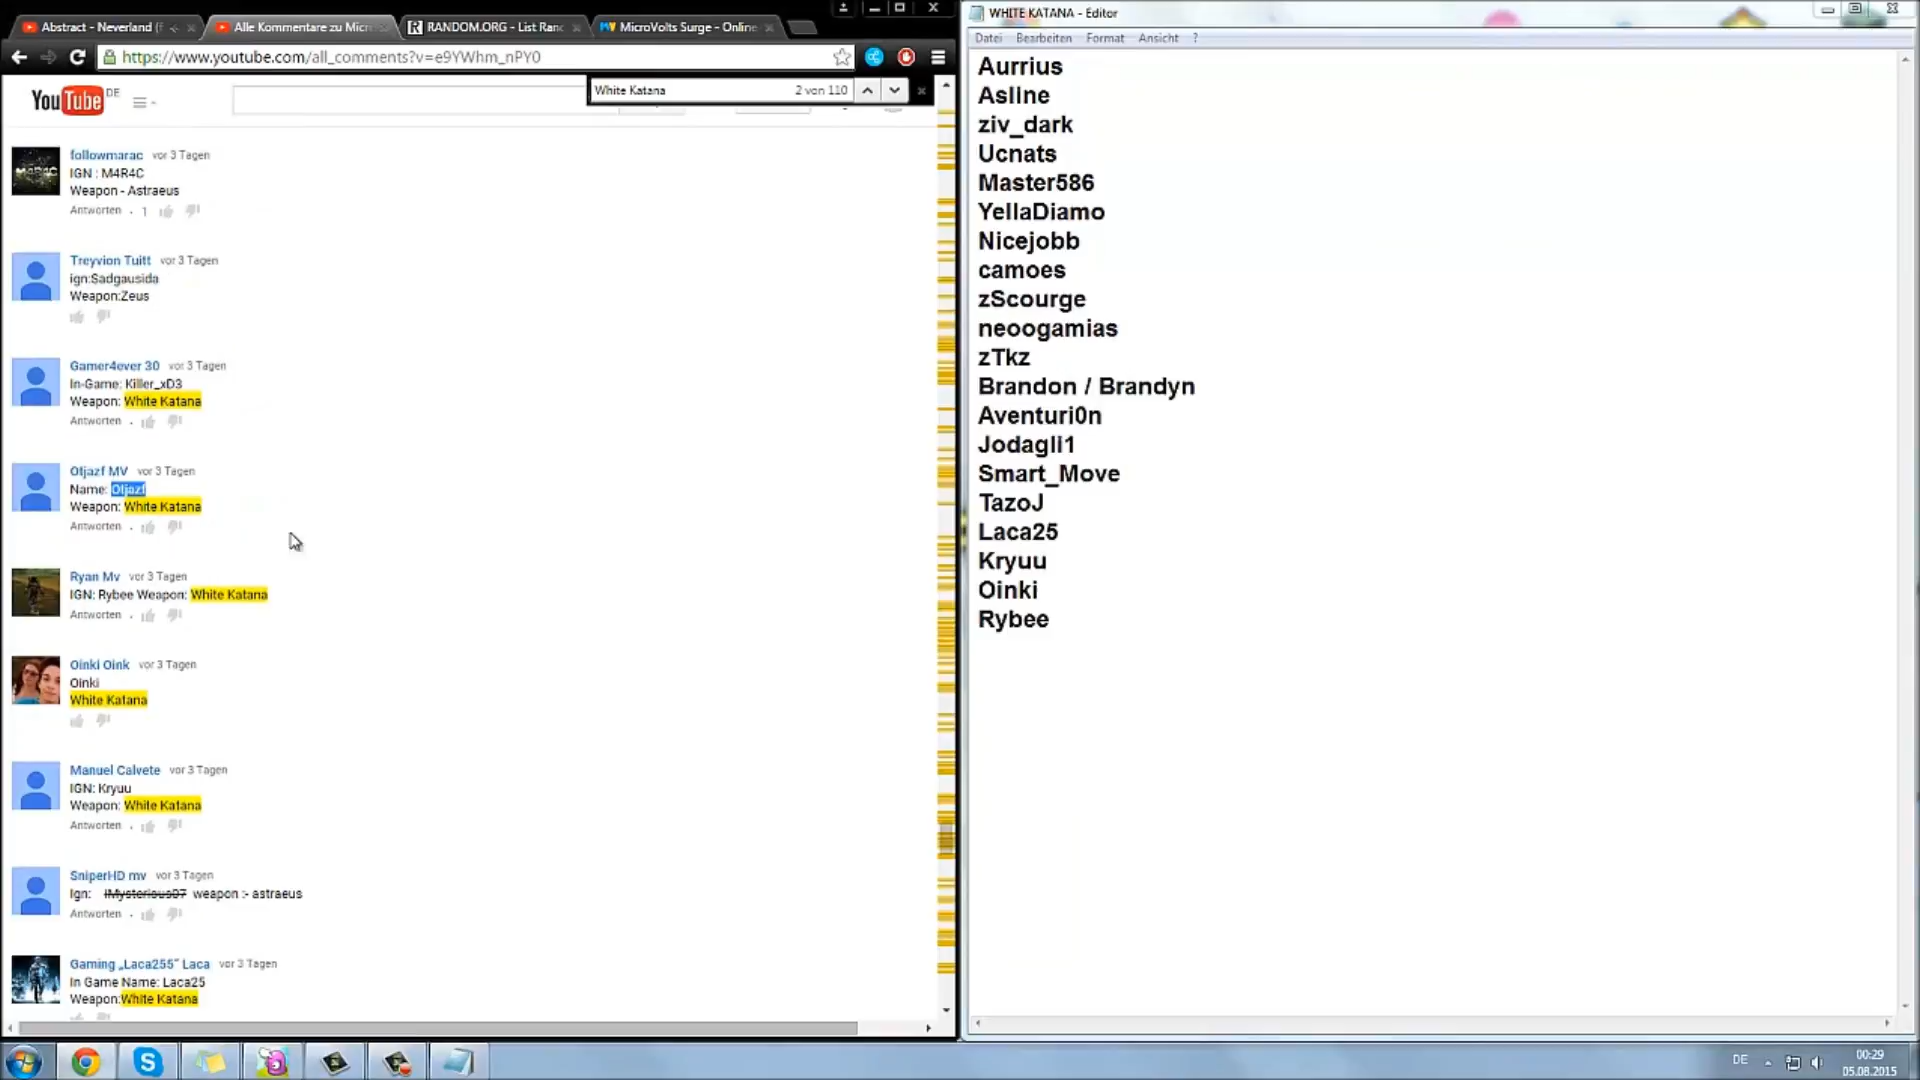 Abstract - Neverland (f
Alle Kommentare zu Micr
RANDOM.ORG - List Ran
MicroVolts Surge - Online
https://www.youtube.com/all_comments?v=e9YWhm_nPY0
White Katana 2 von 110
YouTube DE
followmarac vor 3 Tagen
IGN : M4R4C
Weapon - Astraeus
Antworten · 1
Treyvion Tuitt vor 3 Tagen
ign:Sadgausida
Weapon:Zeus
Gamer4ever 30 vor 3 Tagen
In-Game: Killer_xD3
Weapon: White Katana
Antworten ·
Otjazf MV vor 3 Tagen
Name: Otjazf
Weapon: White Katana
Antworten ·
Ryan Mv vor 3 Tagen
IGN: Rybee Weapon: White Katana
Antworten ·
Oinki Oink vor 3 Tagen
Oinki
White Katana
Manuel Calvete vor 3 Tagen
IGN: Kryuu
Weapon: White Katana
Antworten ·
SniperHD mv vor 3 Tagen
Ign: IMysterious07 weapon :- astraeus
Antworten ·
Gaming „Laca255“ Laca vor 3 Tagen
In Game Name: Laca25
Weapon:White Katana
WHITE KATANA - Editor
Datei Bearbeiten Format Ansicht ?
Aurrius
Asline
ziv_dark
Ucnats
Master586
YellaDiamo
Nicejobb
camoes
zScourge
neoogamias
zTkz
Brandon / Brandyn
Aventuri0n
Jodagli1
Smart_Move
TazoJ
Laca25
Kryuu
Oinki
Rybee
DE
00:29
05.08.2015